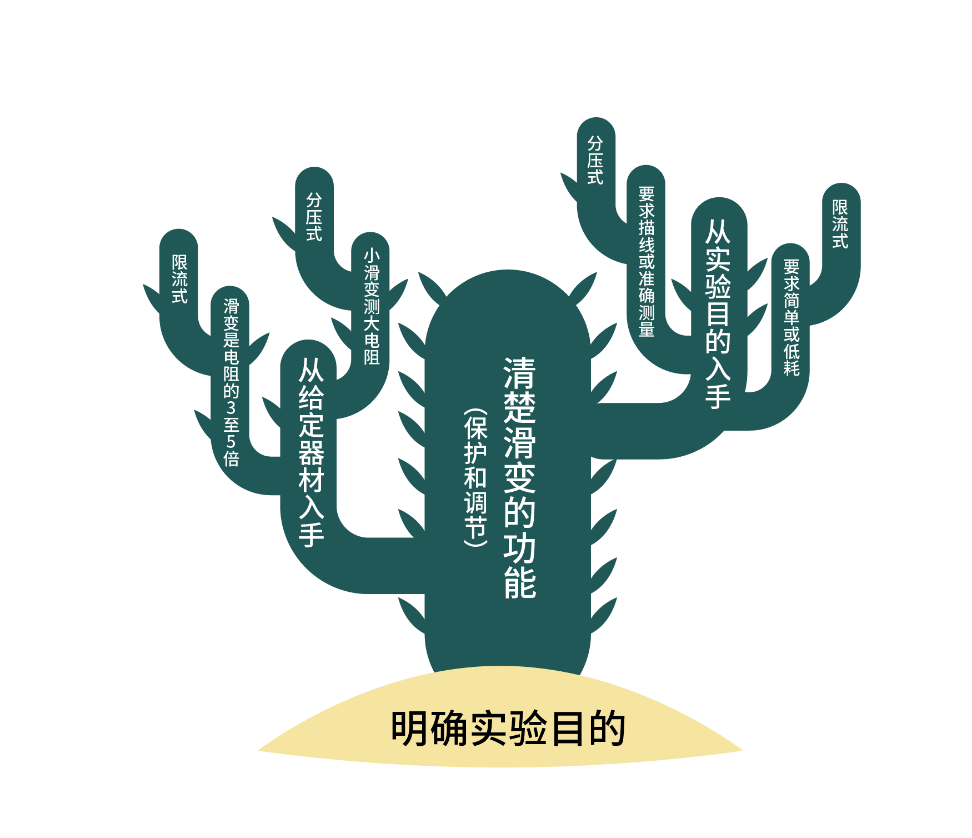 明确实验目的
清楚滑变的功能
（保护和调节）
从给定器材入手
滑变是电阻的3至5倍
限流式
小滑变测大电阻
分压式
从实验目的入手
要求描线或准确测量
分压式
要求简单或低耗
限流式